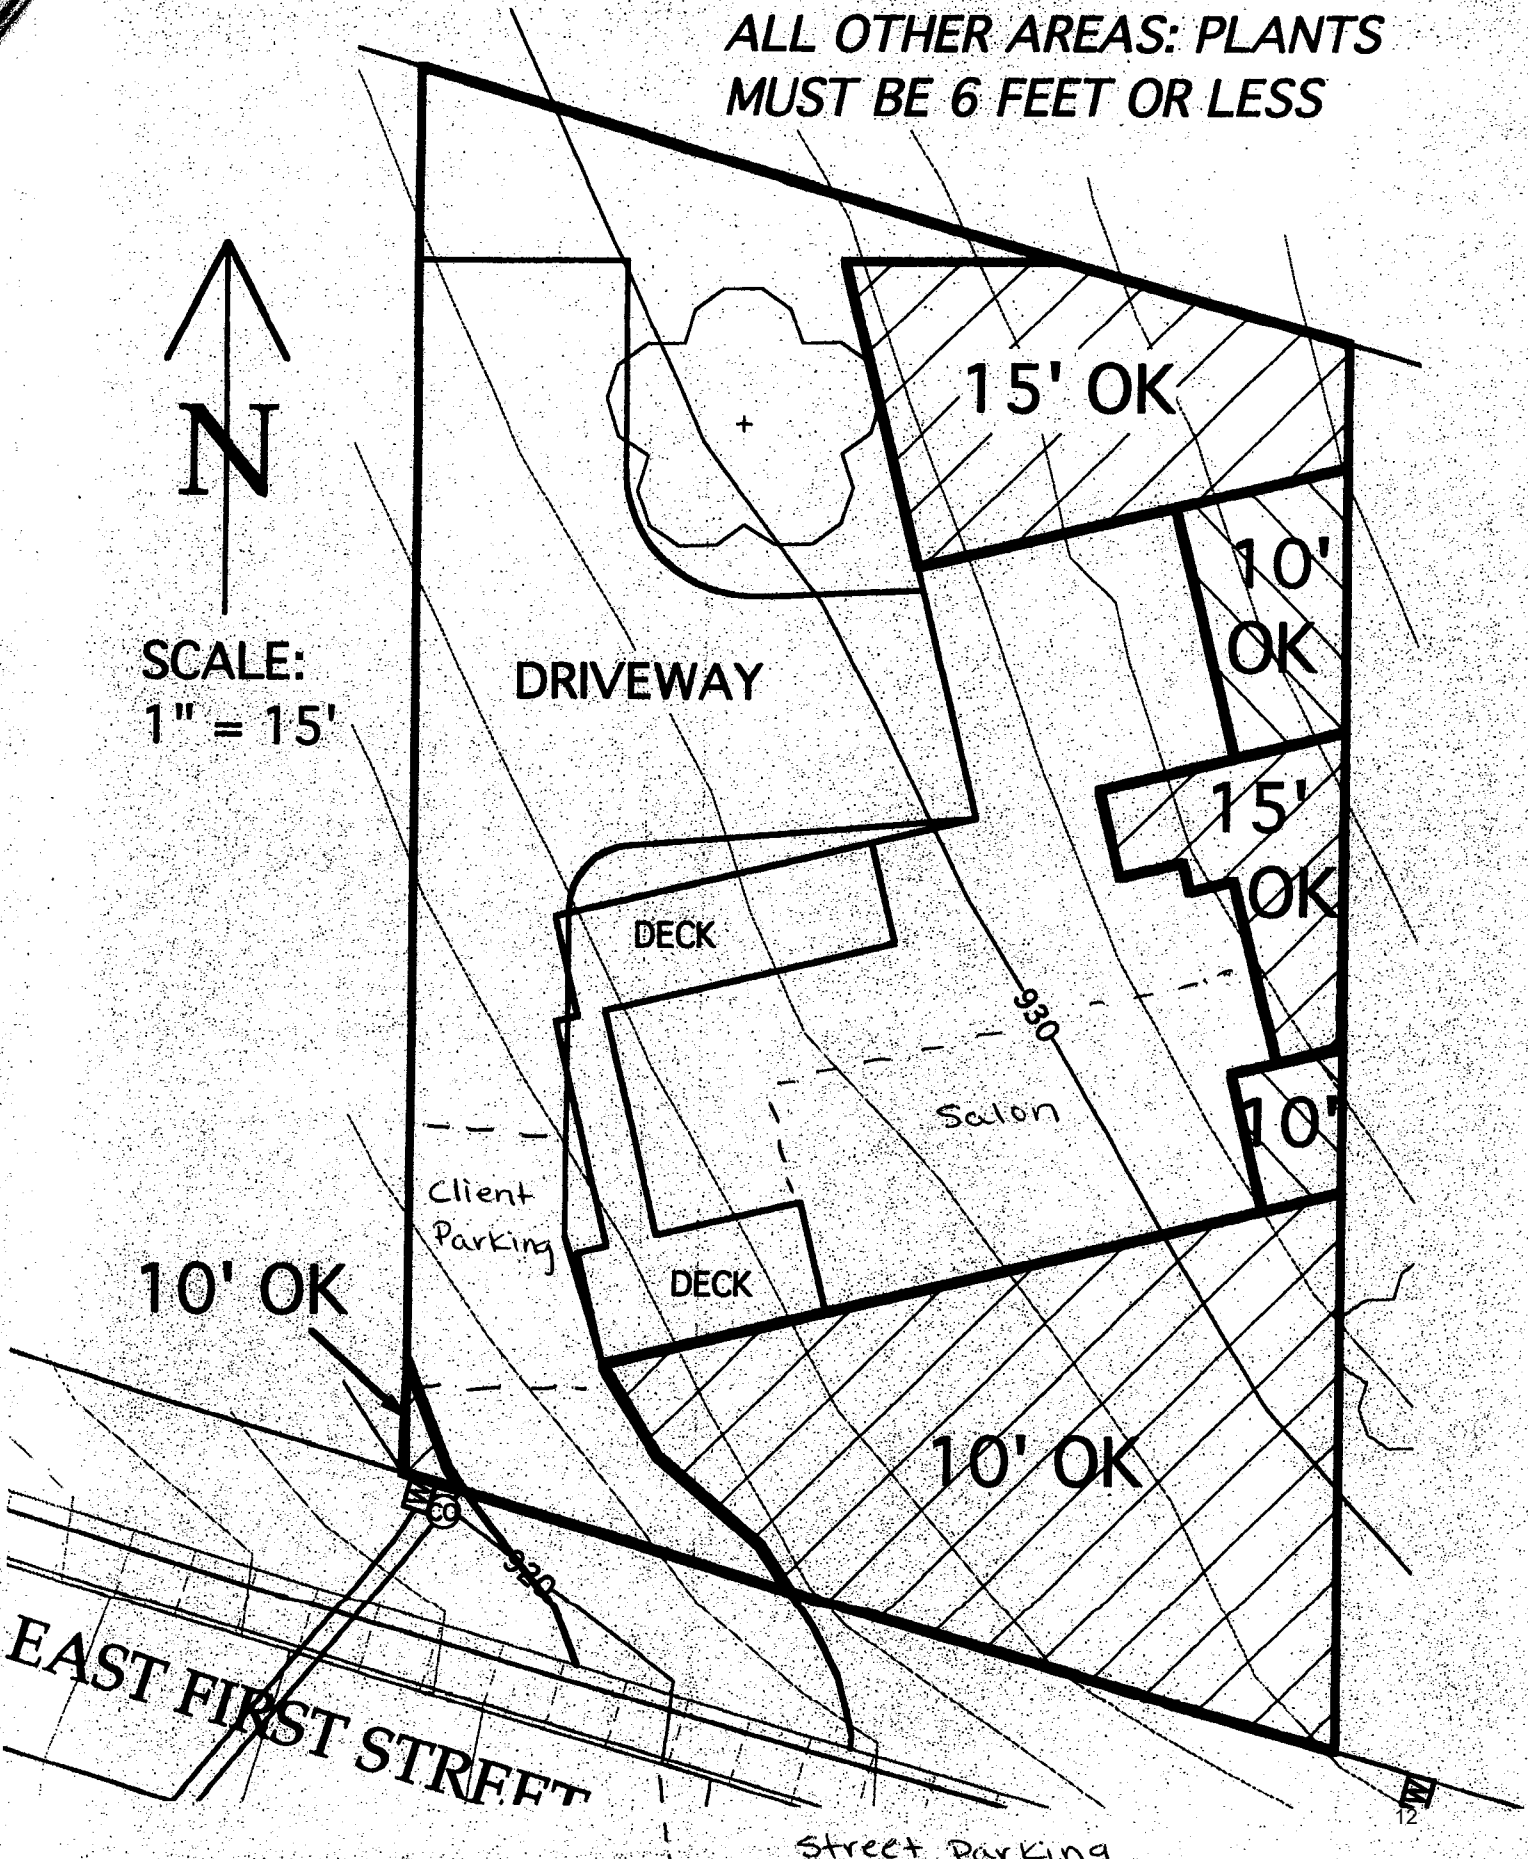 ALL OTHER AREAS: PLANTS
MUST BE 6 FEET OR LESS
N
SCALE:
1" = 15'
15' OK
10'
OK
DRIVEWAY
15'
OK
DECK
930
Salon
10'
Client
Parking
DECK
10' OK
10' OK
W
CO
920
EAST FIRST STREET
W
12
Street Parking